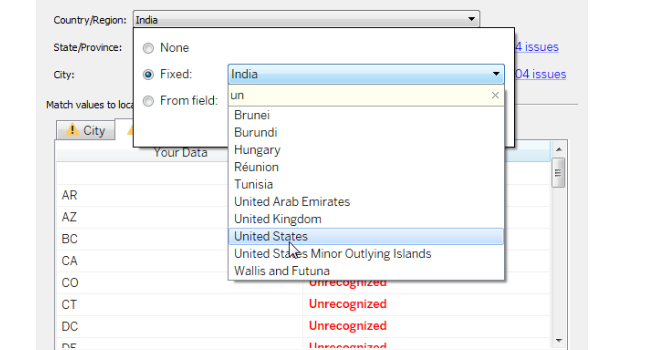 Country/Region: India
None
State/Province:
4 issues
Fixed: India
City:
04 issues
un
From field:
Match values to loca
Brunei
Burundi
City
Hungary
Your Data
Réunion
Tunisia
AR
United Arab Emirates
AZ
United Kingdom
BC
United States
CA
United States Minor Outlying Islands
Wallis and Futuna
CO
Unrecognized
CT
Unrecognized
DC
Unrecognized
DE
Unrecognized